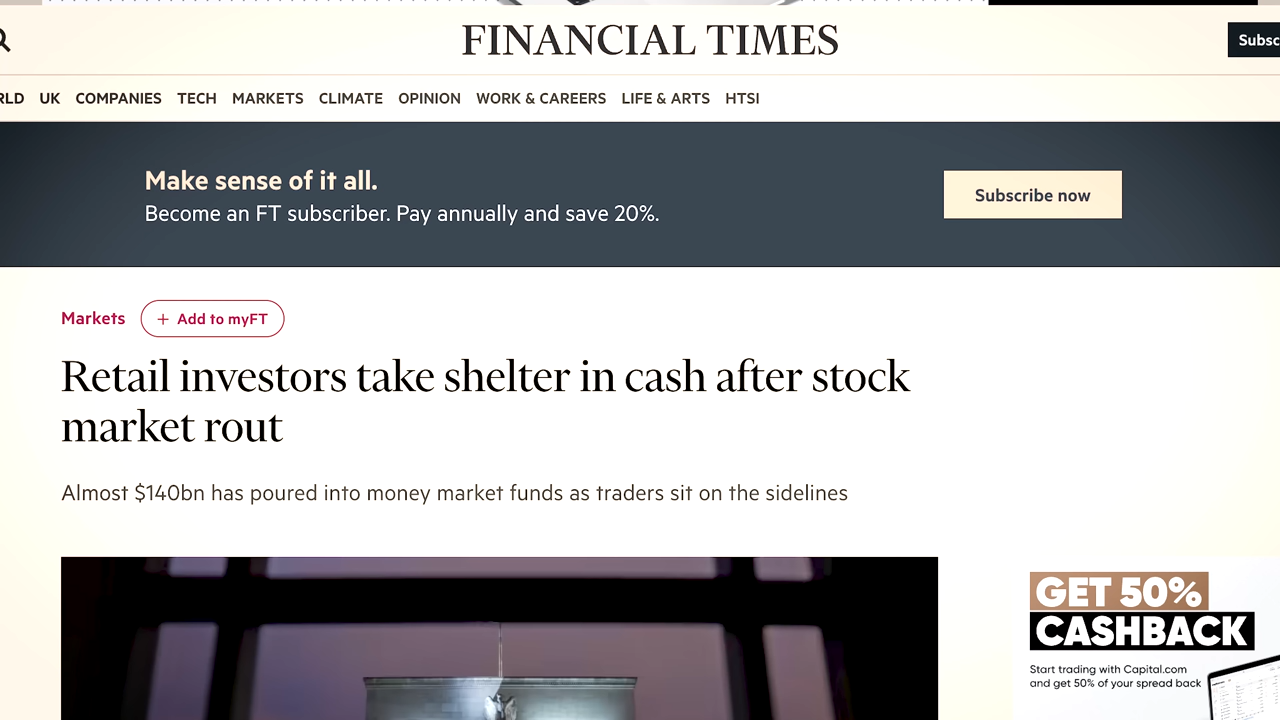 FINANCIAL TIMES
Subsc
RLD UK COMPANIES TECH MARKETS CLIMATE OPINION WORK & CAREERS LIFE & ARTS HTSI
Make sense of it all.
Become an FT subscriber. Pay annually and save 20%.
Subscribe now
Markets
+ Add to myFT
Retail investors take shelter in cash after stock
market rout
Almost $140bn has poured into money market funds as traders sit on the sidelines
GET 50%
CASHBACK
Start trading with Capital.com
and get 50% of your spread back